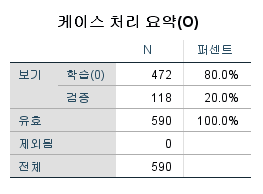 케이스 처리 요약(O)
N 퍼센트
보기 학습(0) 472 80.0%
검증 118 20.0%
유효 590 100.0%
제외됨 0
전체 590